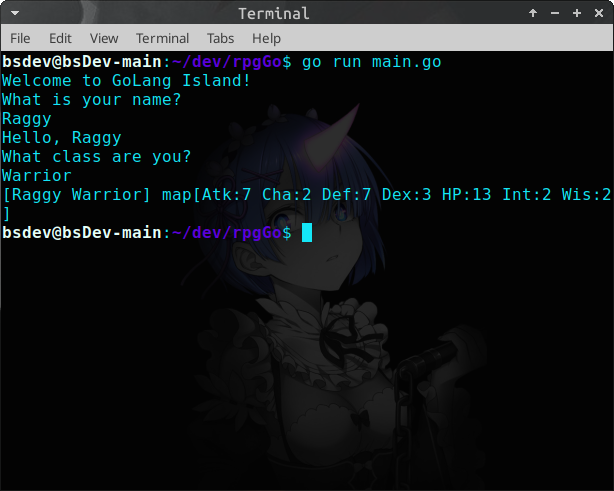 Terminal
File Edit View Terminal Tabs Help
bsdev@bsDev-main:~/dev/rpgGo$ go run main.go
Welcome to GoLang Island!
What is your name?
Raggy
Hello, Raggy
What class are you?
Warrior
[Raggy Warrior] map[Atk:7 Cha:2 Def:7 Dex:3 HP:13 Int:2 Wis:2
]
bsdev@bsDev-main:~/dev/rpgGo$